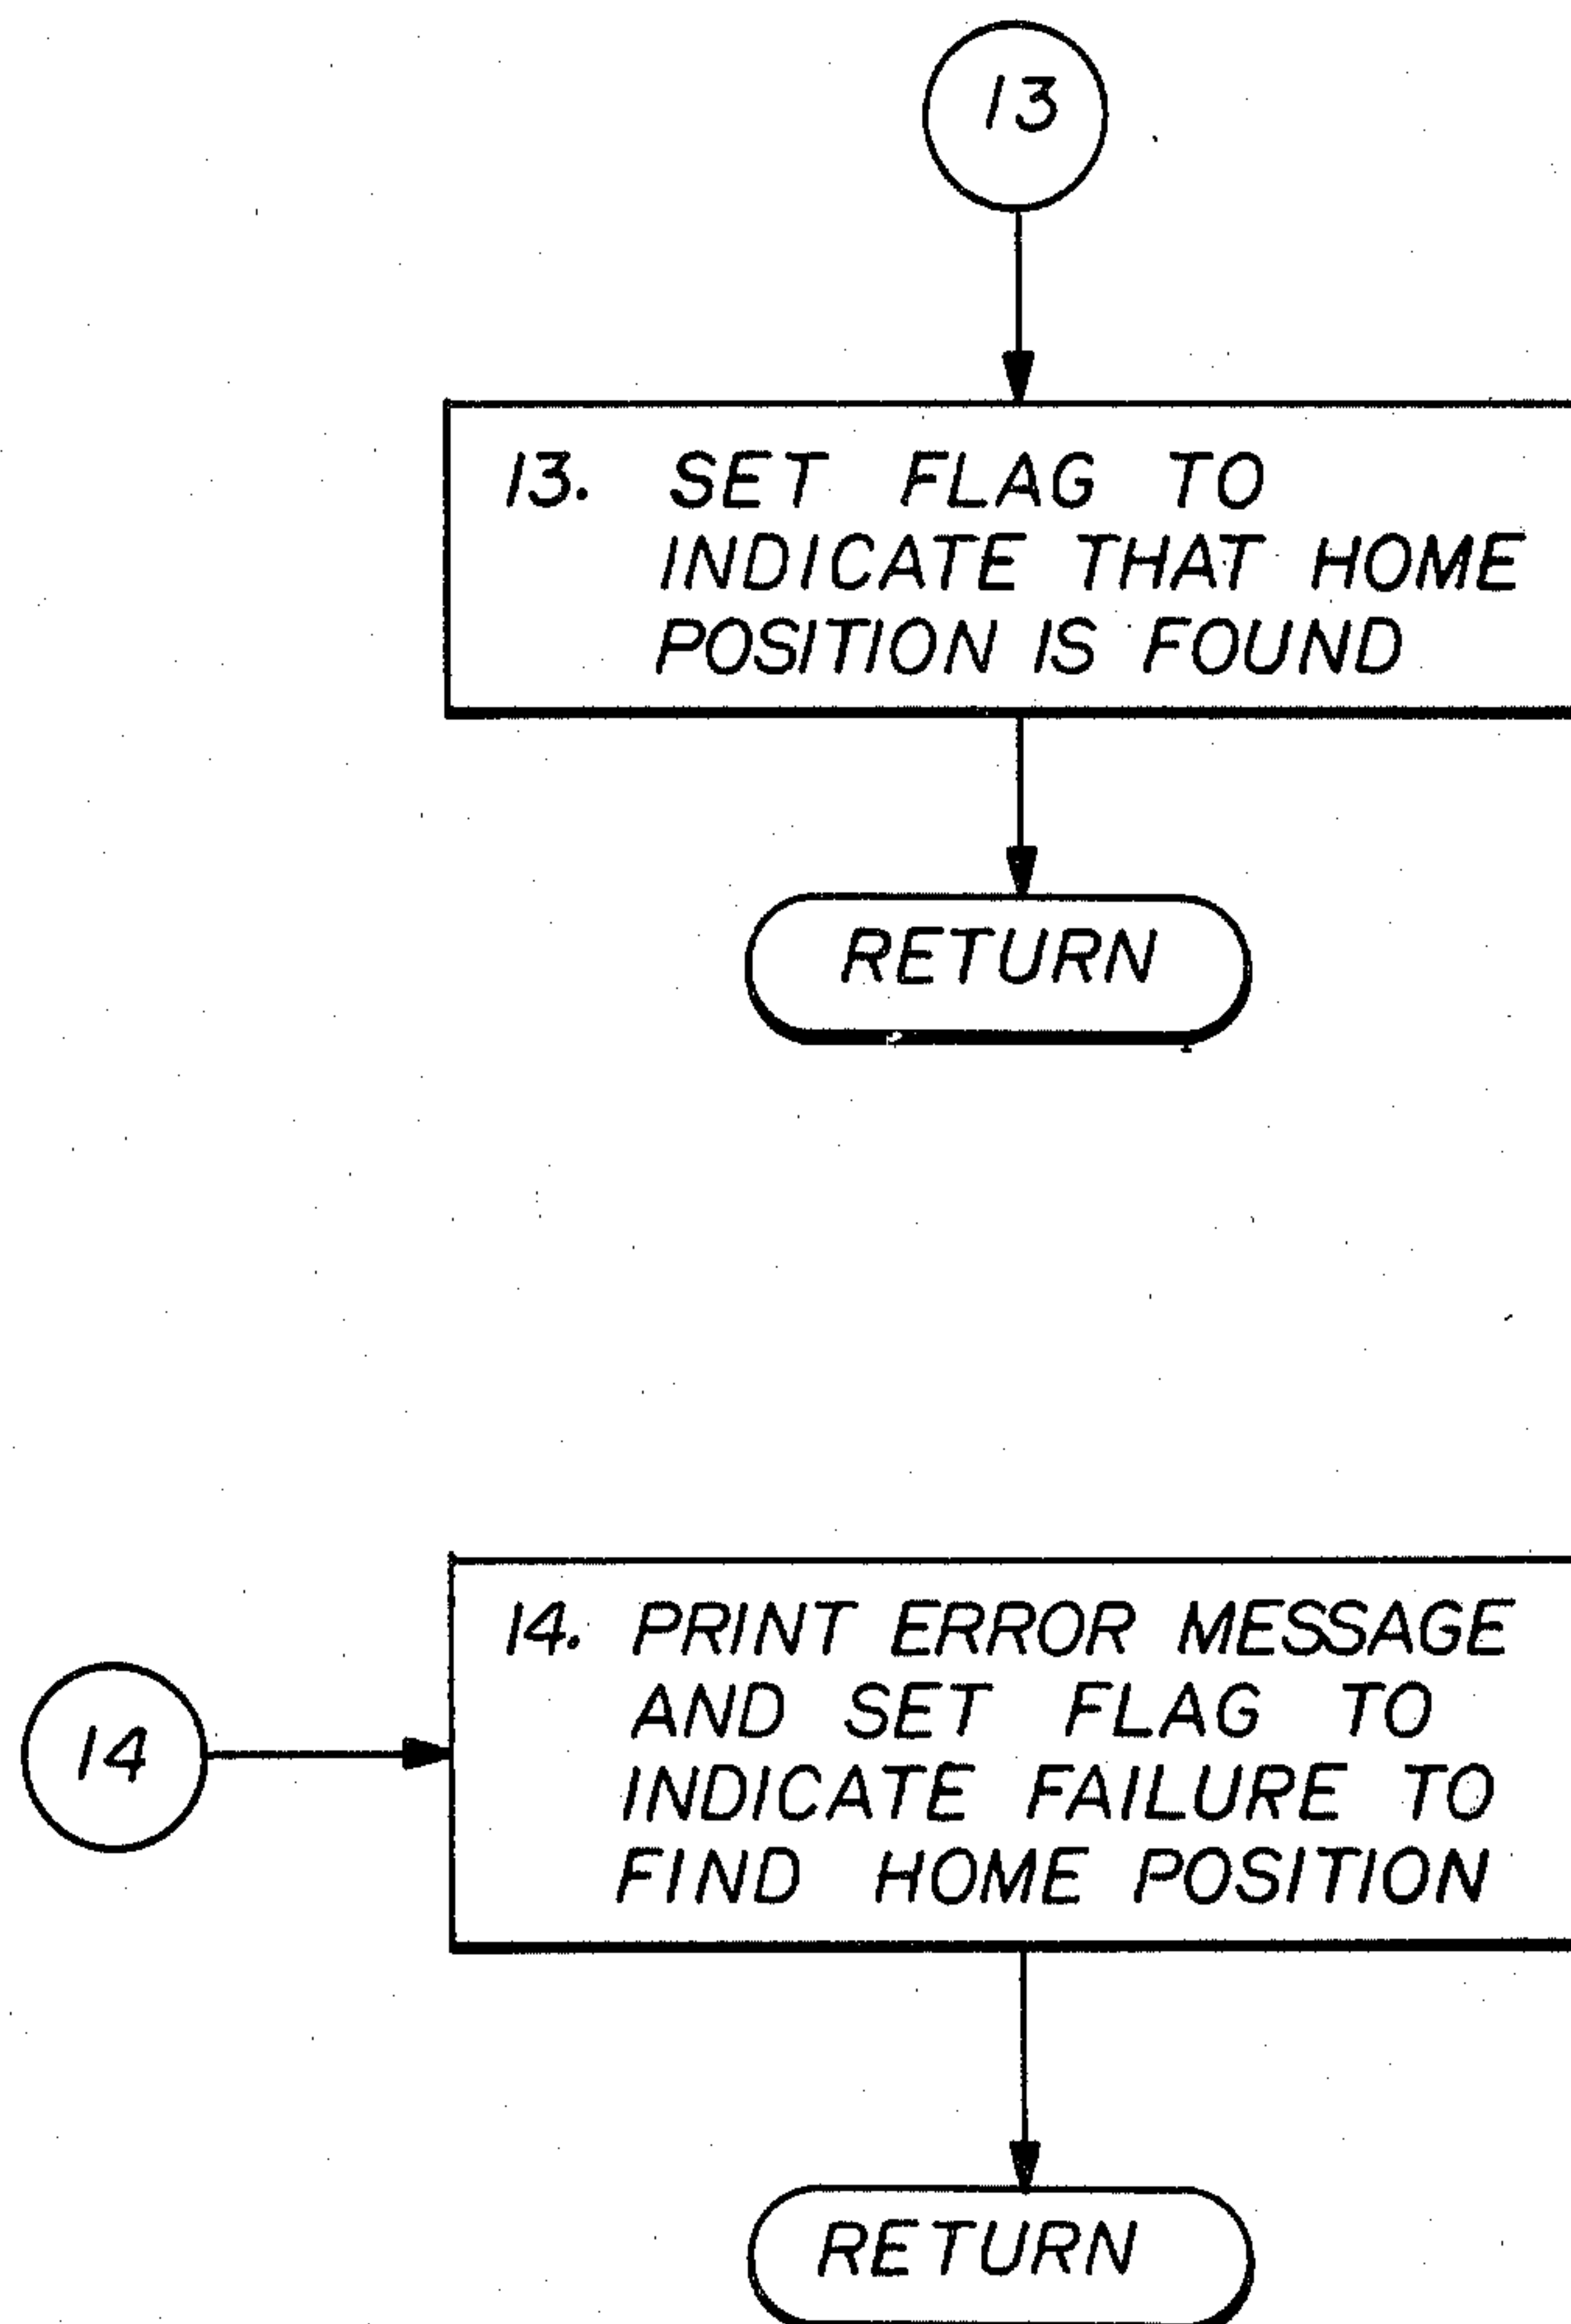 13
13. SET FLAG TO
INDICATE THAT HOME
POSITION IS FOUND
RETURN
14. PRINT ERROR MESSAGE
AND SET FLAG TO
14
INDICATE FAILURE TO
FIND HOME POSITION
RETURN